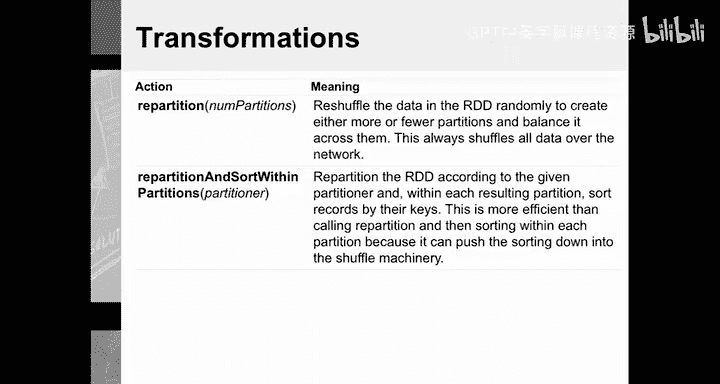 Transformations
bilibili
Action Meaning
repartition(numPartitions) Reshuffle the data in the RDD randomly to create
either more or fewer partitions and balance it
across them. This always shuffles all data over the
network.
repartitionAndSortWithin Repartition the RDD according to the given
Partitions(partitioner) partitioner and, within each resulting partition, sort
records by their keys. This is more efficient than
calling repartition and then sorting within each
partition because it can push the sorting down into
the shuffle machinery.